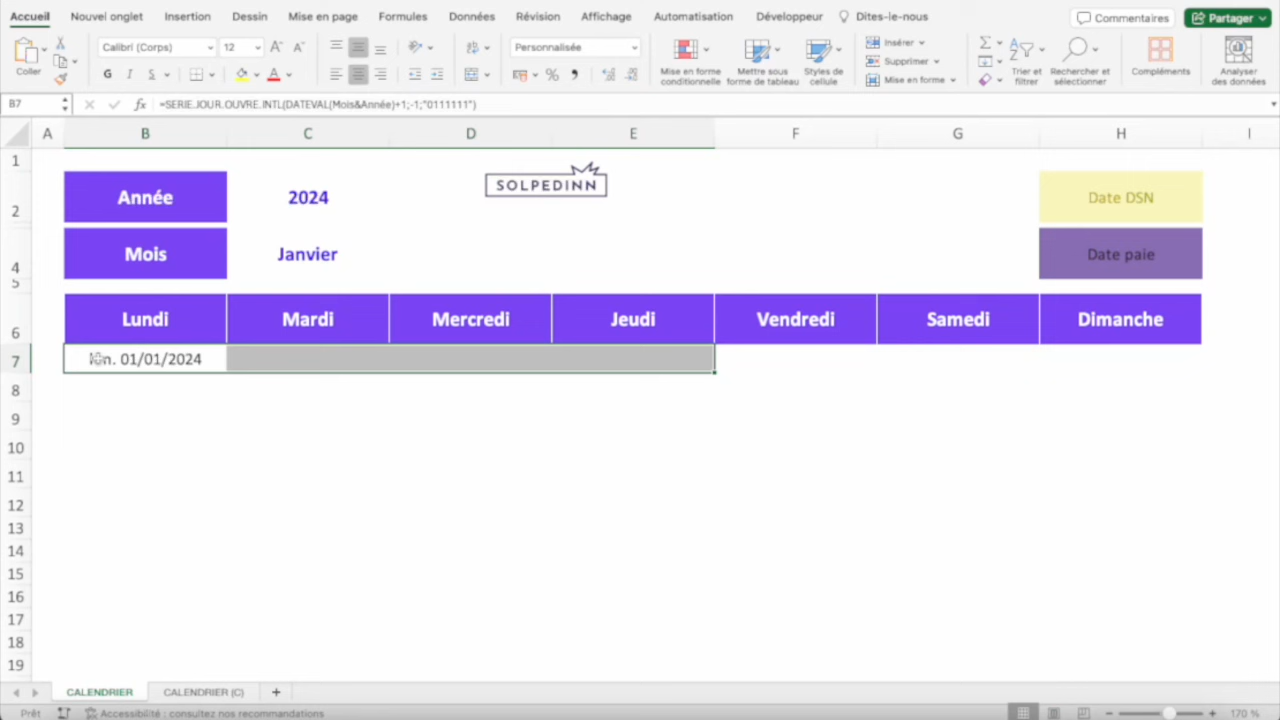 Accueil Nouvel onglet Insertion Dessin Mise en page Formules Données Révision Affichage Automatisation Développeur Dites-le-nous Commentaires Partager
Coller Calibri (Corps) 12 A A Personnalisée Mise en forme conditionnelle Mettre sous forme de tableau Styles de cellule Insérer Supprimer Mise en forme Trier et filtrer Rechercher et sélectionner Compléments Analyser des données
G I S A %
B7 fx =SERIE.JOUR.OUVRE.INTL(DATEVAL(Mois&Année)+1;-1;"0111111")
A B C D E F G H I
1 SOLPEDINN
2 Année 2024 Date DSN
4 Mois Janvier Date paie
5
6 Lundi Mardi Mercredi Jeudi Vendredi Samedi Dimanche
7 lun. 01/01/2024
8
9
10
11
12
13
14
15
16
17
18
19
CALENDRIER CALENDRIER (C) +
Prêt Accessibilité : consultez nos recommandations 170 %